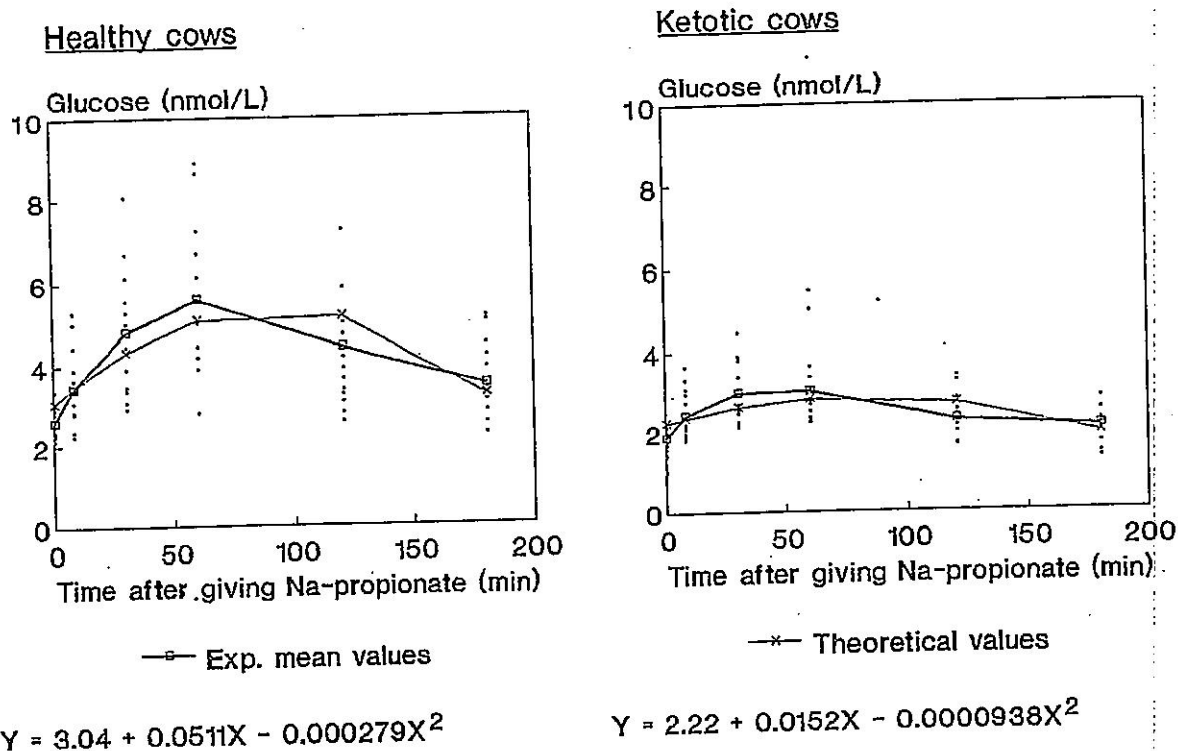 Healthy cows
Glucose (nmol/L)
10
8
6
4
2
0
0 50 100 150 200
Time after .giving Na-propionate (min)
Exp. mean values
Y = 3.04 + 0.0511X - 0.000279X²
Ketotic cows
Glucose (nmol/L)
10
8
6
4
2
0
0 50 100 150 200
Time after giving Na-propionate (min)
Theoretical values
Y = 2.22 + 0.0152X - 0.0000938X²